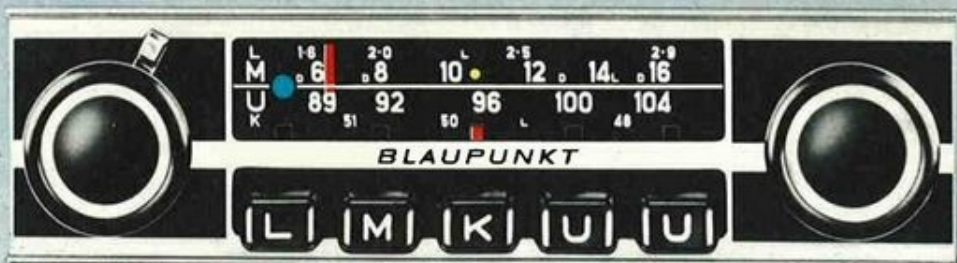 L 1·6 2·0 L 2·5 2·9
M D 6 D 8 10 12 D 14 L D 16
U 89 92 96 100 104
K 51 50 L 48
BLAUPUNKT
L M K U U